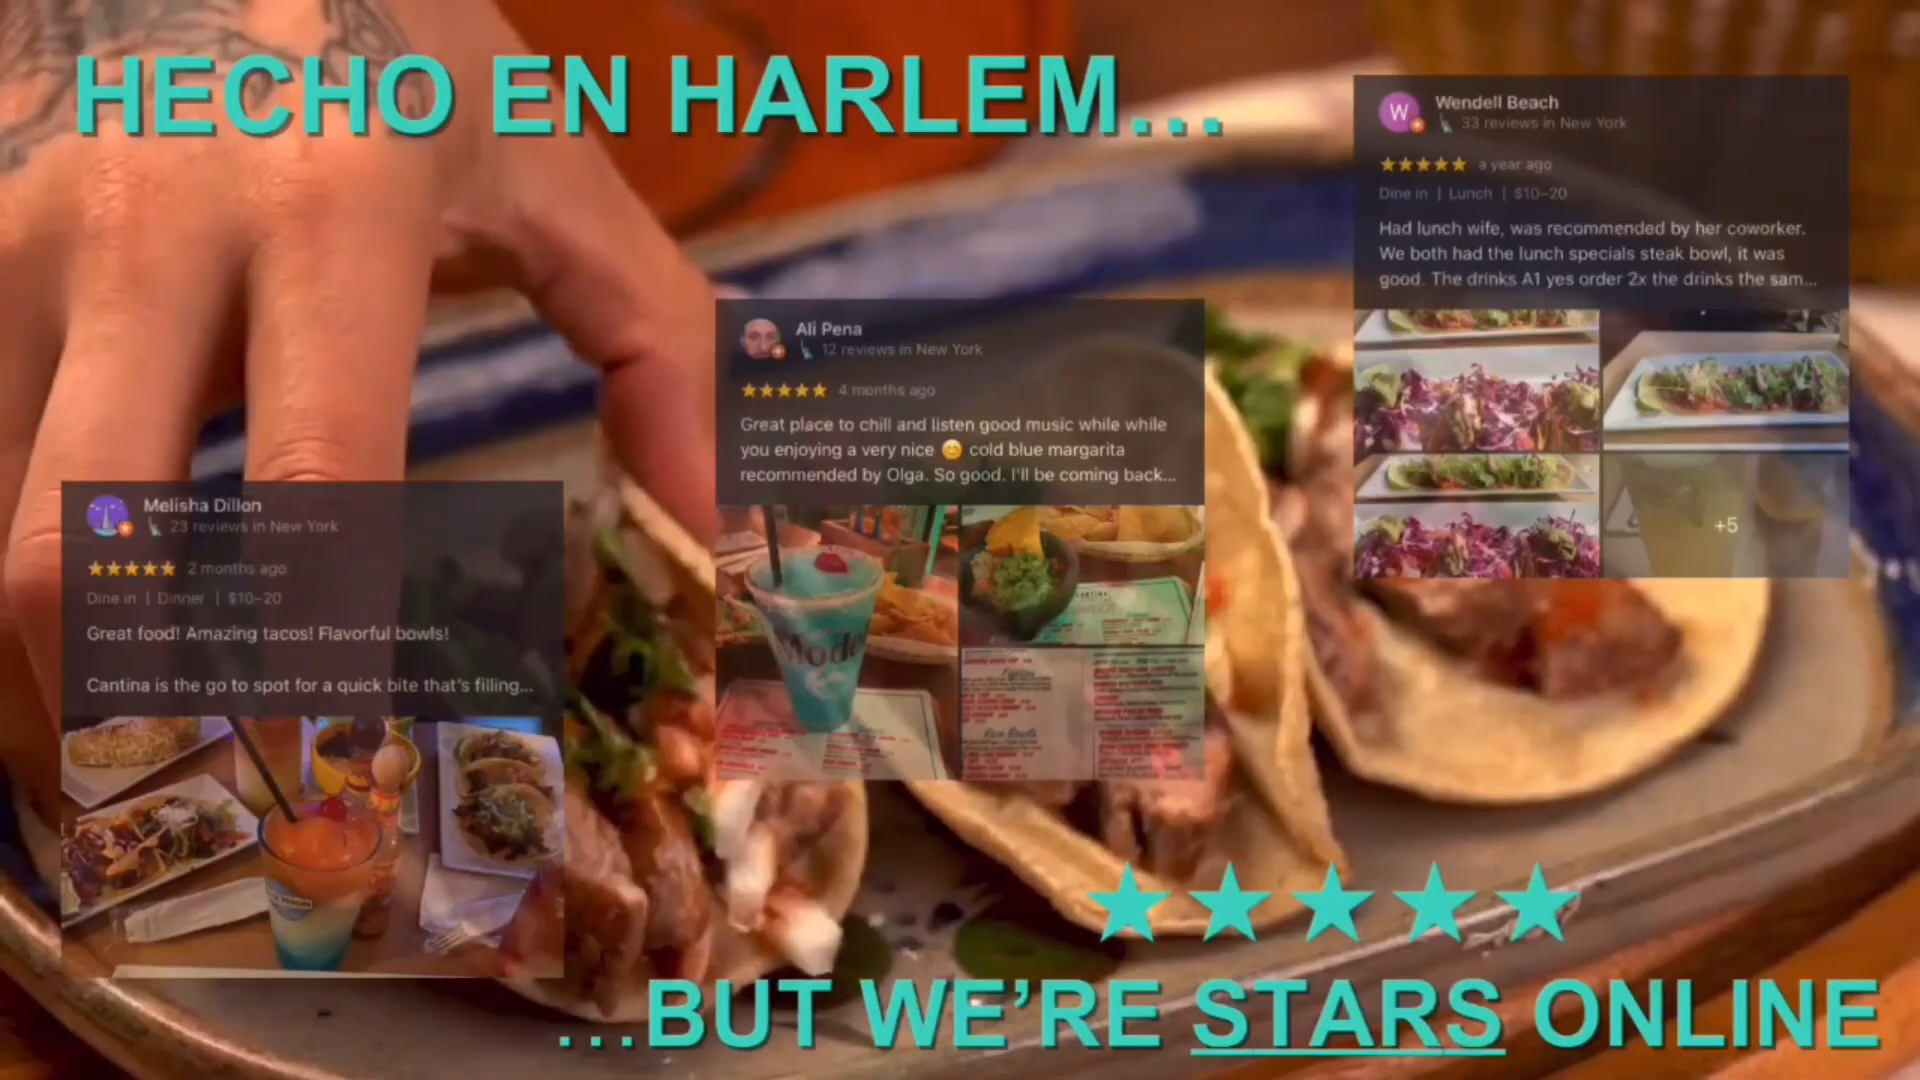 HECHO EN HARLEM...
W
Wendell Beach
33 reviews in New York
a year ago
Dine in | Lunch | $10–20
Had lunch wife, was recommended by her coworker.
We both had the lunch specials steak bowl, it was
good. The drinks A1 yes order 2x the drinks the sam...
+5
Ali Pena
12 reviews in New York
4 months ago
Great place to chill and listen good music while while
you enjoying a very nice 😊 cold blue margarita
recommended by Olga. So good. I'll be coming back...
Modelo
CANTINA
Rice Bowls
Melisha Dillon
23 reviews in New York
2 months ago
Dine in | Dinner | $10–20
Great food! Amazing tacos! Flavorful bowls!
Cantina is the go to spot for a quick bite that's filling...
...BUT WE'RE STARS ONLINE